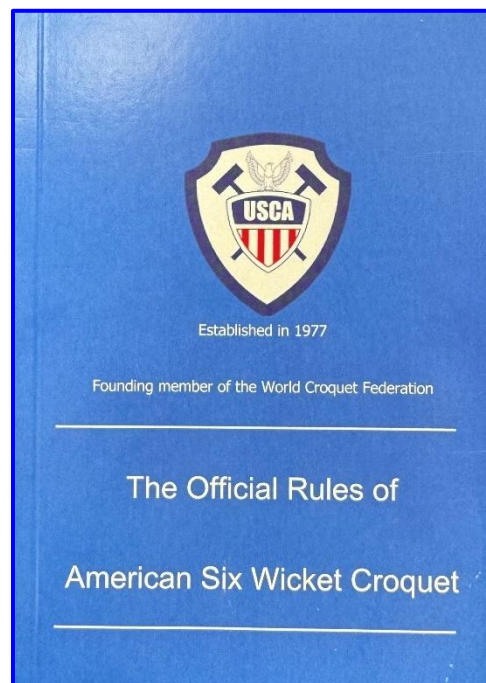 USCA
Established in 1977
Founding member of the World Croquet Federation
The Official Rules of
American Six Wicket Croquet